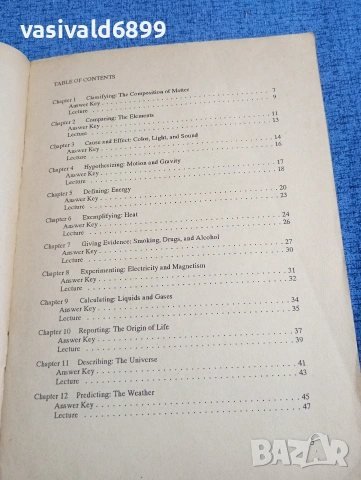 vasivald6899
TABLE OF CONTENTS
Chapter 1 Classifying: The Composition of Matter
Answer Key 7
Lecture 9
Chapter 2 Comparing: The Elements
Answer Key 11
Lecture 13
Chapter 3 Cause and Effect: Color, Light, and Sound
Answer Key 14
Lecture 16
Chapter 4 Hypothesizing: Motion and Gravity
Answer Key 17
Lecture 18
Chapter 5 Defining: Energy
Answer Key 20
Lecture 23
Chapter 6 Exemplifying: Heat
Answer Key 24
Lecture 26
Chapter 7 Giving Evidence: Smoking, Drugs, and Alcohol
Answer Key 27
Lecture 30
Chapter 8 Experimenting: Electricity and Magnetism
Answer Key 31
Lecture 32
Chapter 9 Calculating: Liquids and Gases
Answer Key 34
Lecture 35
Chapter 10 Reporting: The Origin of Life
Answer Key 37
Lecture 39
Chapter 11 Describing: The Universe
Answer Key 41
Lecture 43
Chapter 12 Predicting: The Weather
Answer Key 45
Lecture 47
BAZAR